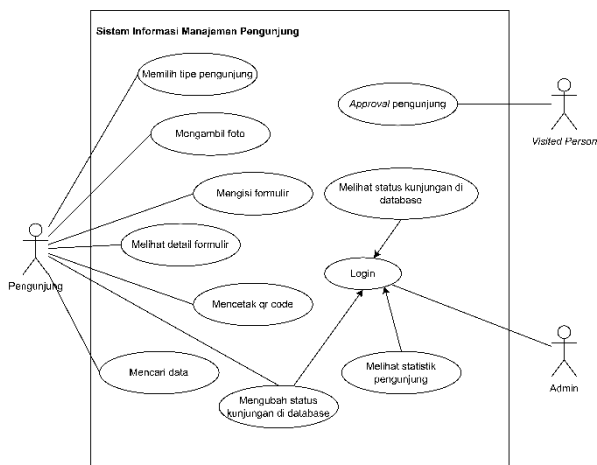 Sistem Informasi Manajemen Pengunjung
Memilih tipe pengunjung
Approval pengunjung
Visited Person
Mengambil foto
Mengisi formulir
Melihat status kunjungan di
database
Pengunjung
Melihat detail formulir
Login
Mencetak qr code
Mencari data
Mengubah status
kunjungan di database
Melihat statistik
pengunjung
Admin